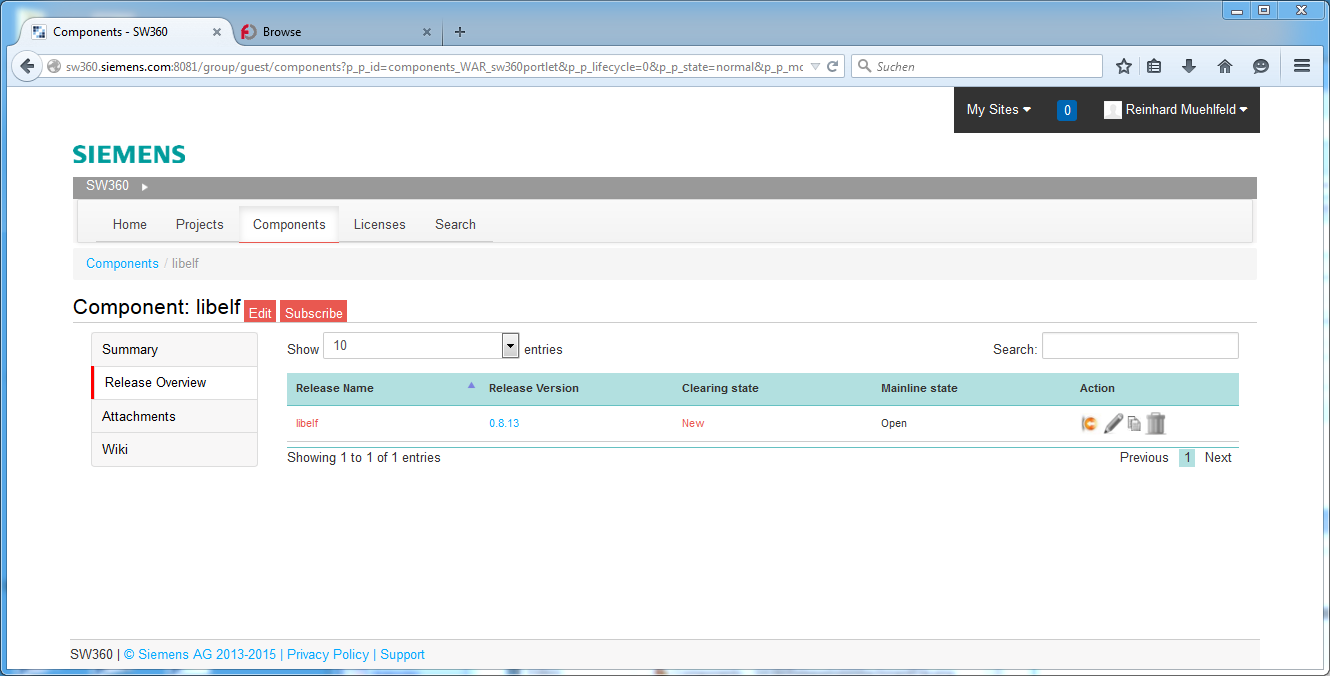 Components - SW360
Browse
sw360.siemens.com:8081/group/guest/components?p_p_id=components_WAR_sw360portlet&p_p_lifecycle=0&p_p_state=normal&p_p_mc
Suchen
My Sites 0 Reinhard Muehlfeld
SIEMENS
SW360
Home Projects Components Licenses Search
Components / libelf
Component: libelf Edit Subscribe
Summary
Release Overview
Attachments
Wiki
Show 10 entries Search:
Release Name Release Version Clearing state Mainline state Action
libelf 0.8.13 New Open
Showing 1 to 1 of 1 entries Previous 1 Next
SW360 | © Siemens AG 2013-2015 | Privacy Policy | Support